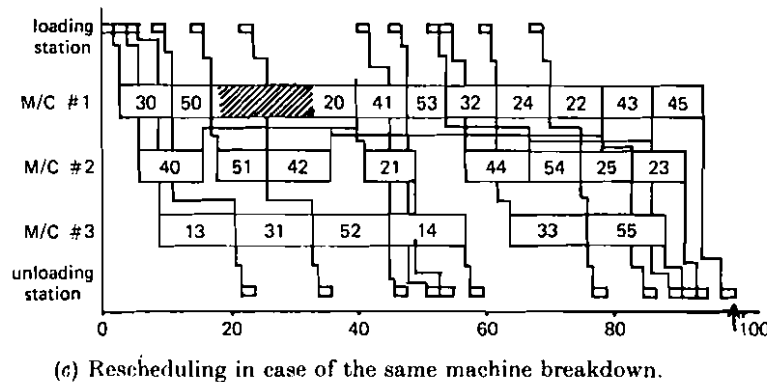 loading
station
M/C #1 30 50 20 41 53 32 24 22 43 45
M/C #2 40 51 42 21 44 54 25 23
M/C #3 13 31 52 14 33 55
unloading
station
0 20 40 60 80 100
(c) Rescheduling in case of the same machine breakdown.